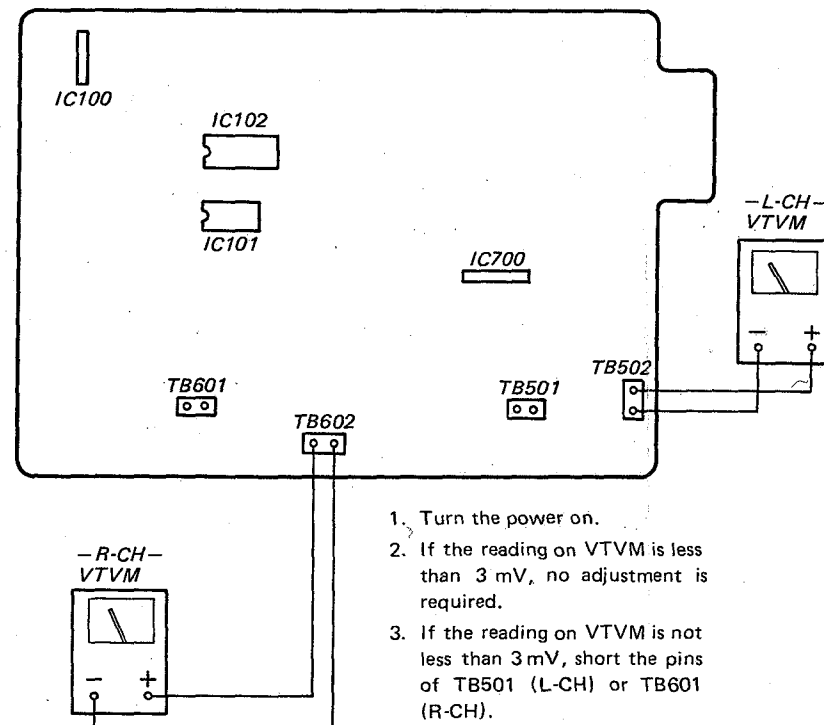 IC100
IC102
IC101
IC700
—L-CH—
VTVM
− +
TB601
TB602
TB501
TB502
—R-CH—
VTVM
− +
1. Turn the power on.
2. If the reading on VTVM is less
than 3 mV, no adjustment is
required.
3. If the reading on VTVM is not
less than 3 mV, short the pins
of TB501 (L-CH) or TB601
(R-CH).